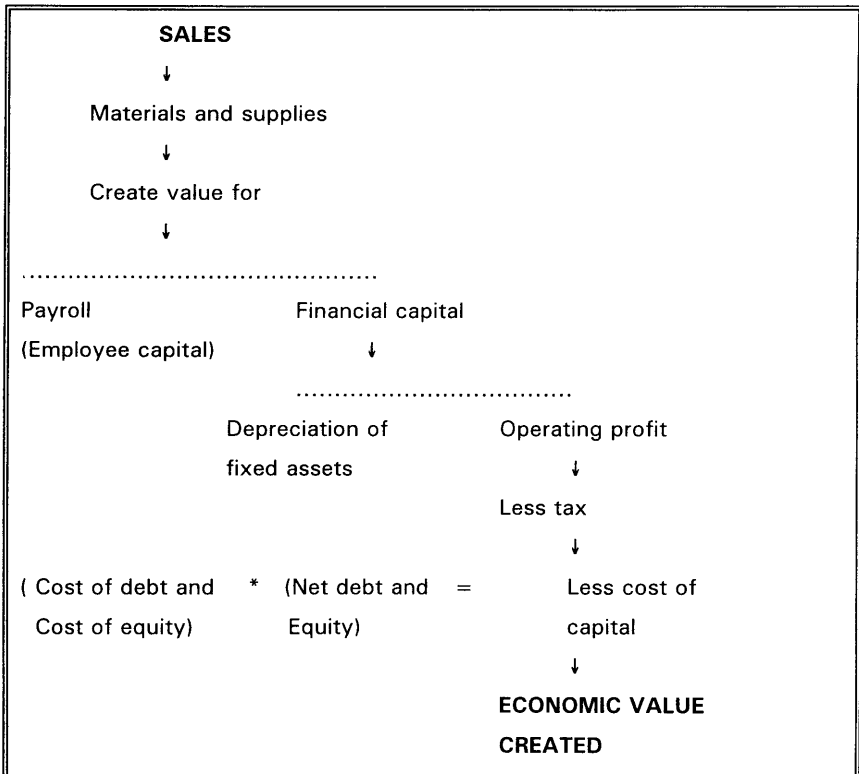 SALES
↓
Materials and supplies
↓
Create value for
↓
............................................
Payroll Financial capital
(Employee capital) ↓
..................................
Depreciation of Operating profit
fixed assets ↓
Less tax
↓
( Cost of debt and * (Net debt and = Less cost of
Cost of equity) Equity) capital
↓
ECONOMIC VALUE
CREATED